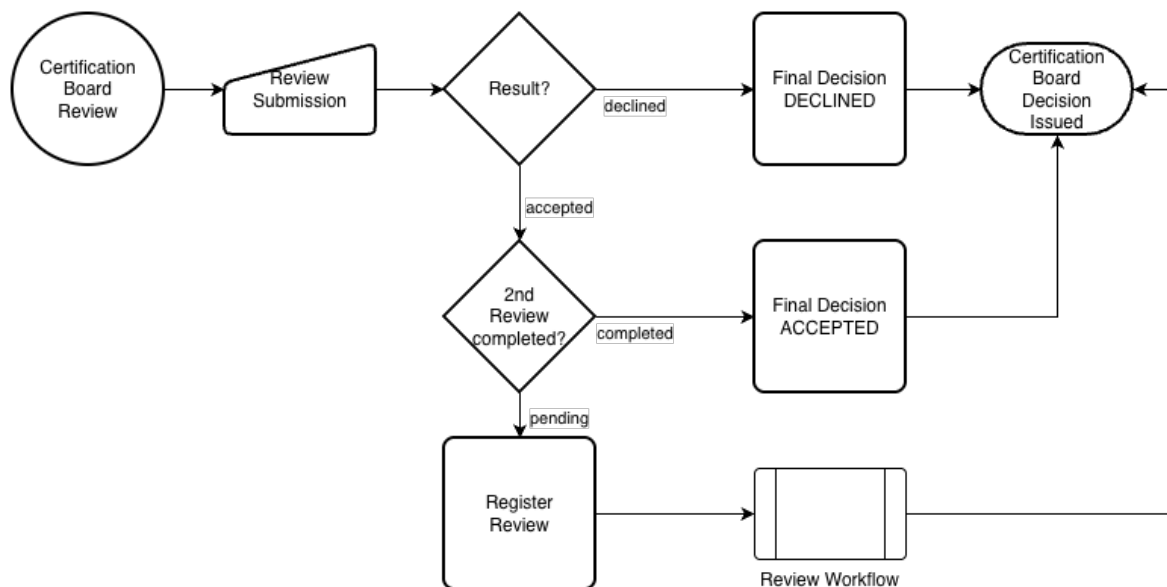 Certification
Board
Review
Review
Submission
Result?
declined
Final Decision
DECLINED
Certification
Board
Decision
Issued
accepted
2nd
Review
completed?
completed
Final Decision
ACCEPTED
pending
Register
Review
Review Workflow